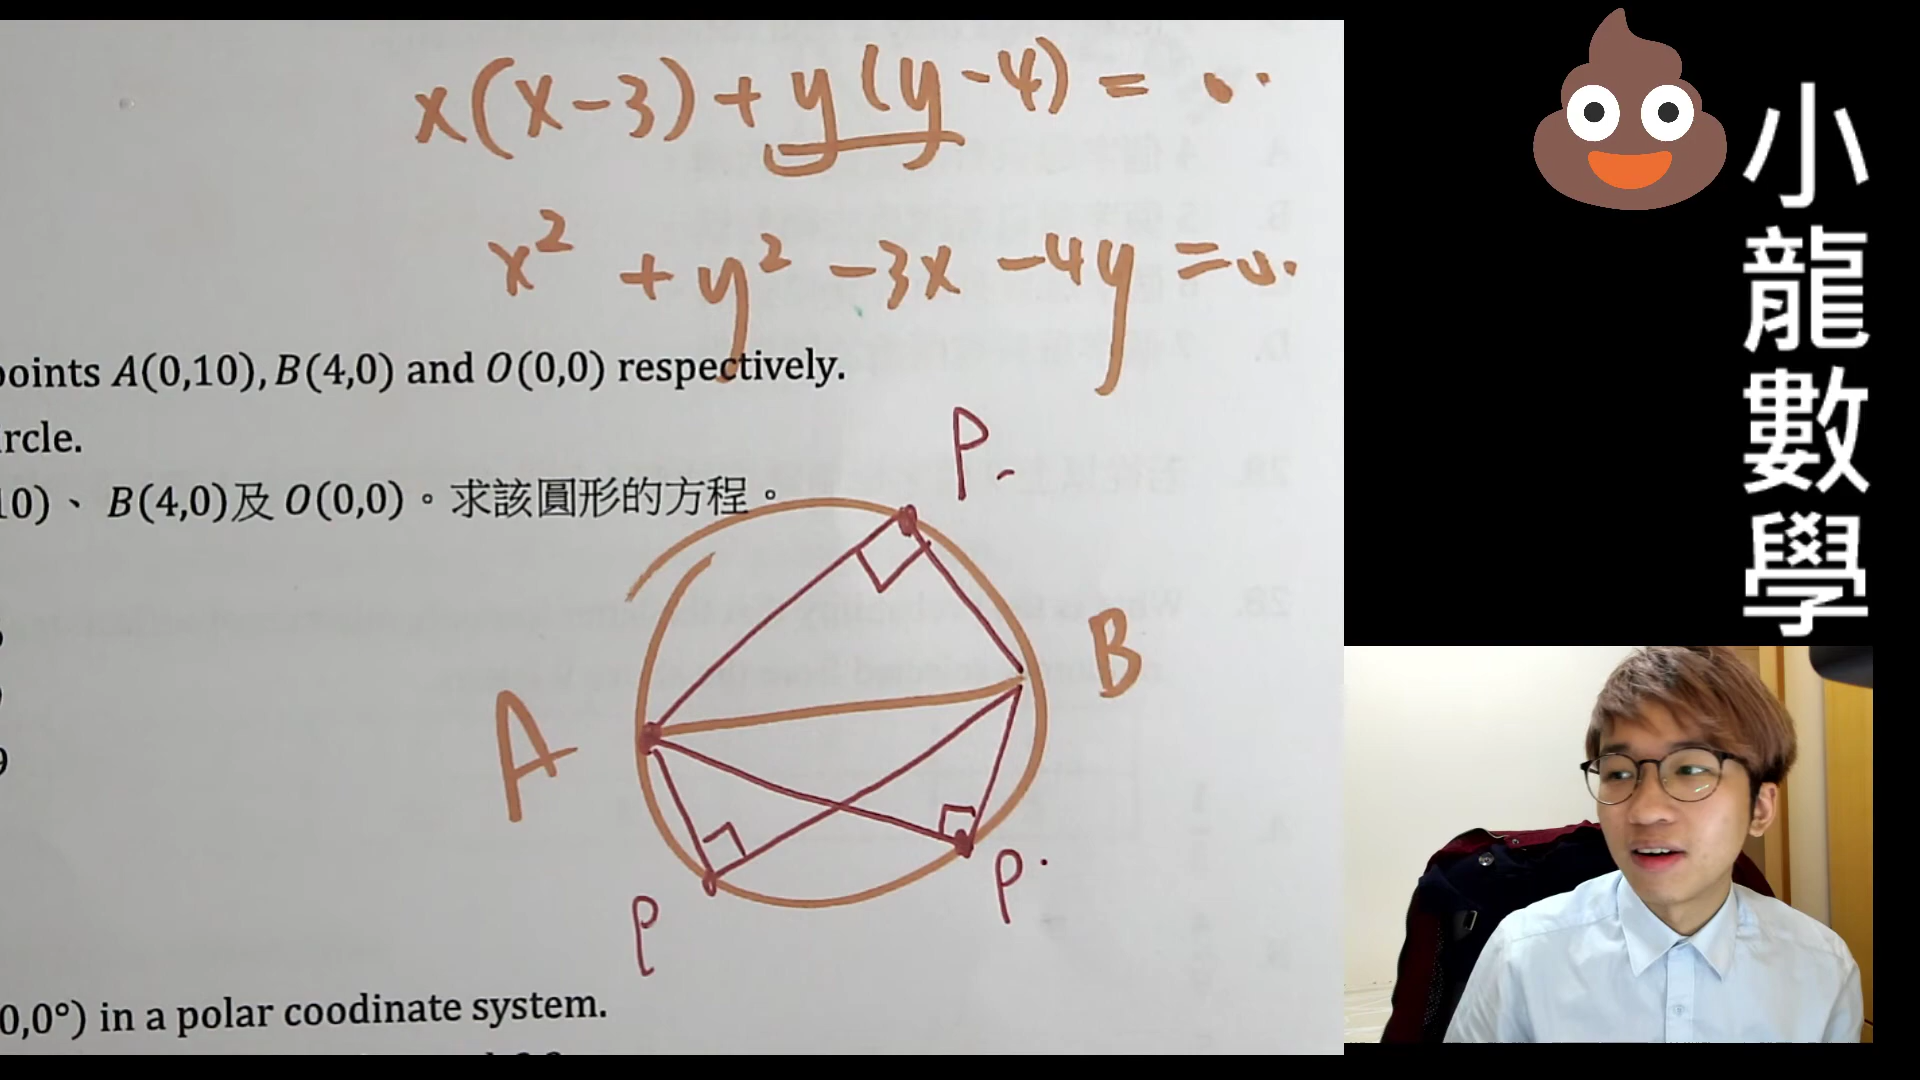 x(x-3)+y(y-4)=0.
x²+y²-3x-4y=0.
points A(0,10), B(4,0) and O(0,0) respectively.
rcle.
10)、 B(4,0)及 O(0,0)。求該圓形的方程。
P.
B
A
P.
P
9
0,0°) in a polar coodinate system.
小龍數學